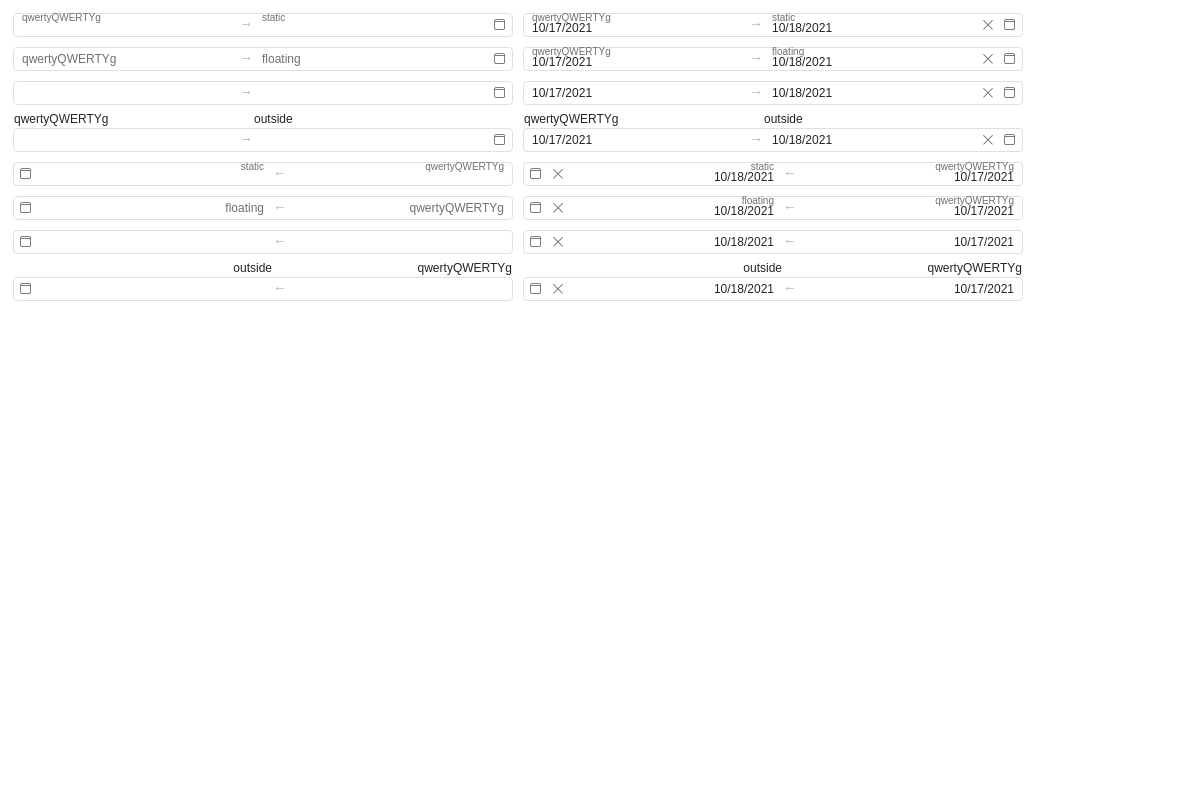 qwertyQWERTYg → static qwertyQWERTYg → static
10/17/2021 10/18/2021
qwertyQWERTYg → floating qwertyQWERTYg → floating
10/17/2021 10/18/2021
→ 10/17/2021 → 10/18/2021
qwertyQWERTYg outside qwertyQWERTYg outside
→ 10/17/2021 → 10/18/2021
static ← qwertyQWERTYg static ← qwertyQWERTYg
10/18/2021 10/17/2021
floating ← qwertyQWERTYg floating ← qwertyQWERTYg
10/18/2021 10/17/2021
← 10/18/2021 ← 10/17/2021
outside qwertyQWERTYg outside qwertyQWERTYg
← 10/18/2021 ← 10/17/2021